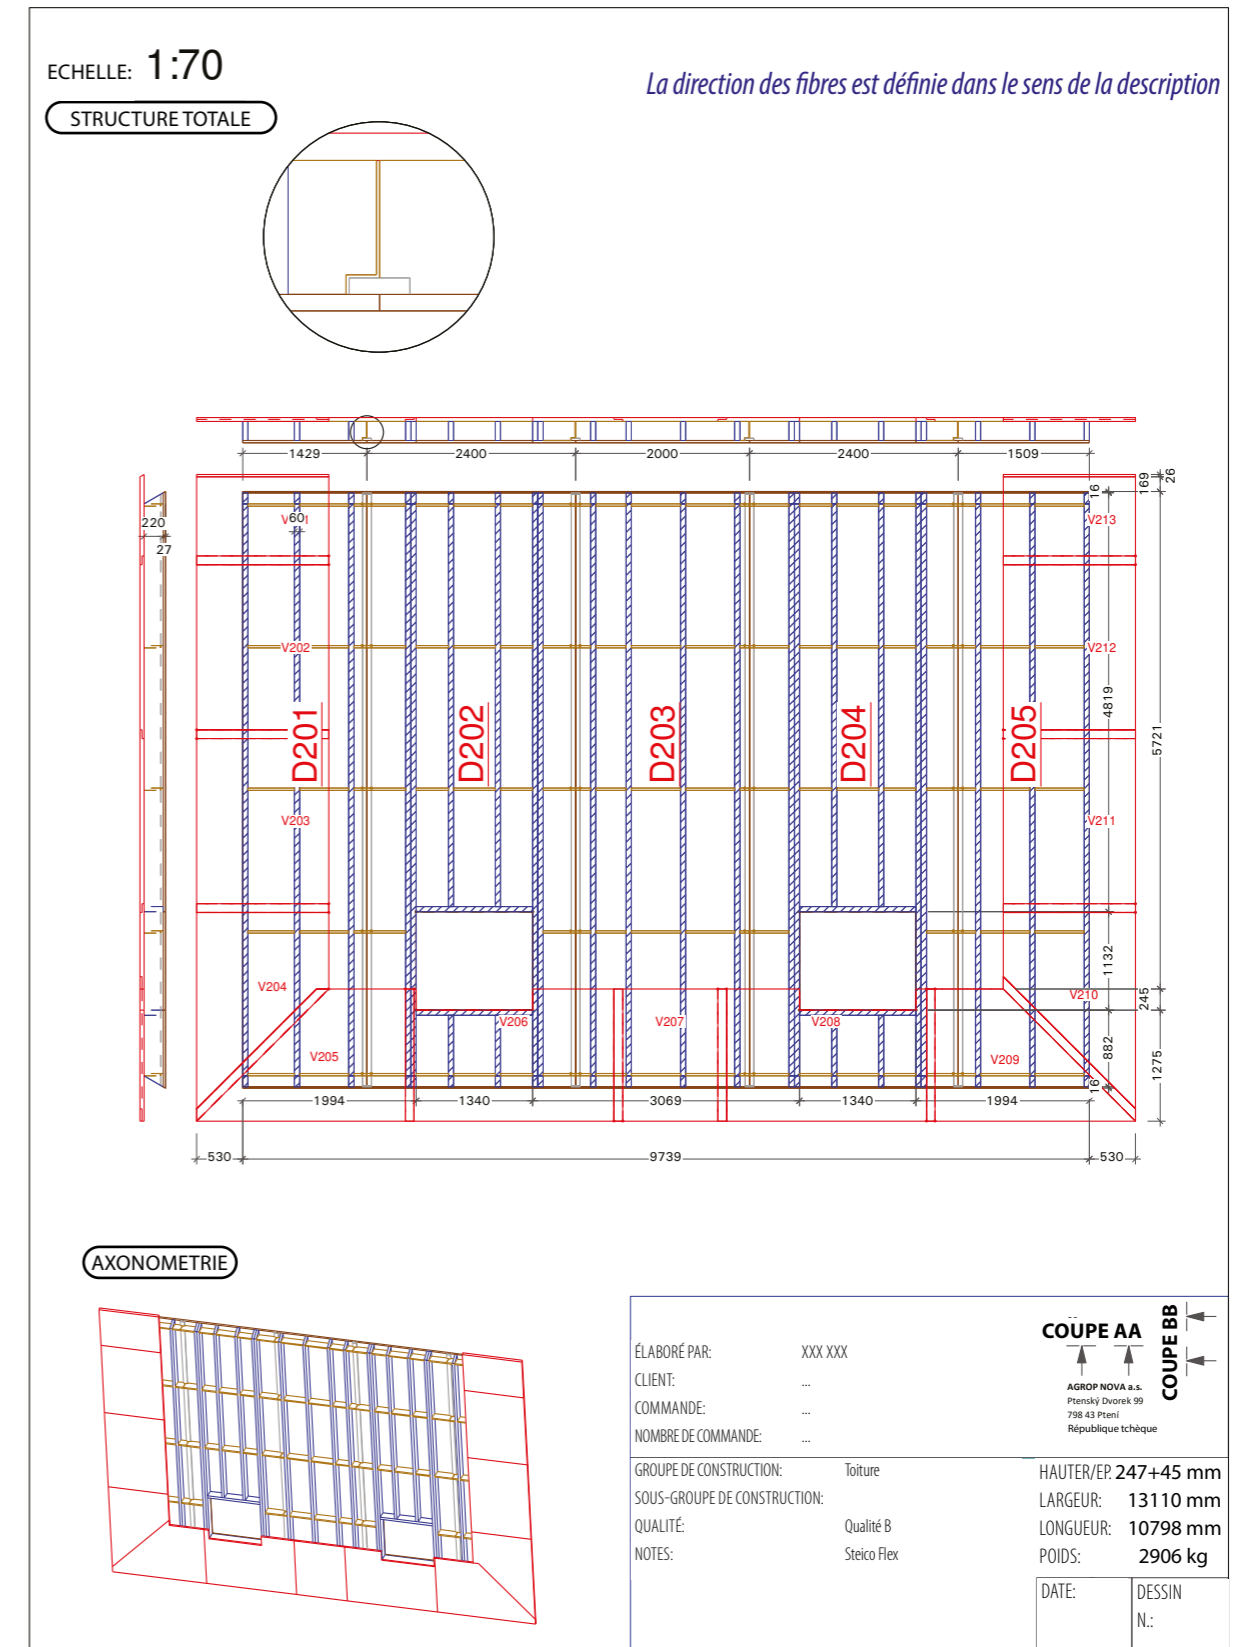 ECHELLE: 1:70
La direction des fibres est définie dans le sens de la description
STRUCTURE TOTALE
1429 2400 2000 2400 1509
169 26
16
220
27
60
V213
V202
V212
4819
5721
D201 D202 D203 D204 D205
V203
V211
1132
V204
V210
245
V206 V207 V208
V205
V209
882
1275
16
1994 1340 3069 1340 1994
530 9739 530
AXONOMETRIE
ÉLABORÉ PAR: XXX XXX
CLIENT: ...
COMMANDE: ...
NOMBRE DE COMMANDE: ...
COUPE AA
COUPE BB
AGROP NOVA a.s.
Ptenský Dvorek 99
798 43 Ptení
République tchèque
GROUPE DE CONSTRUCTION: Toiture
SOUS-GROUPE DE CONSTRUCTION:
QUALITÉ: Qualité B
NOTES: Steico Flex
HAUTER/EP. 247+45 mm
LARGEUR: 13110 mm
LONGUEUR: 10798 mm
POIDS: 2906 kg
DATE:
DESSIN
N.: